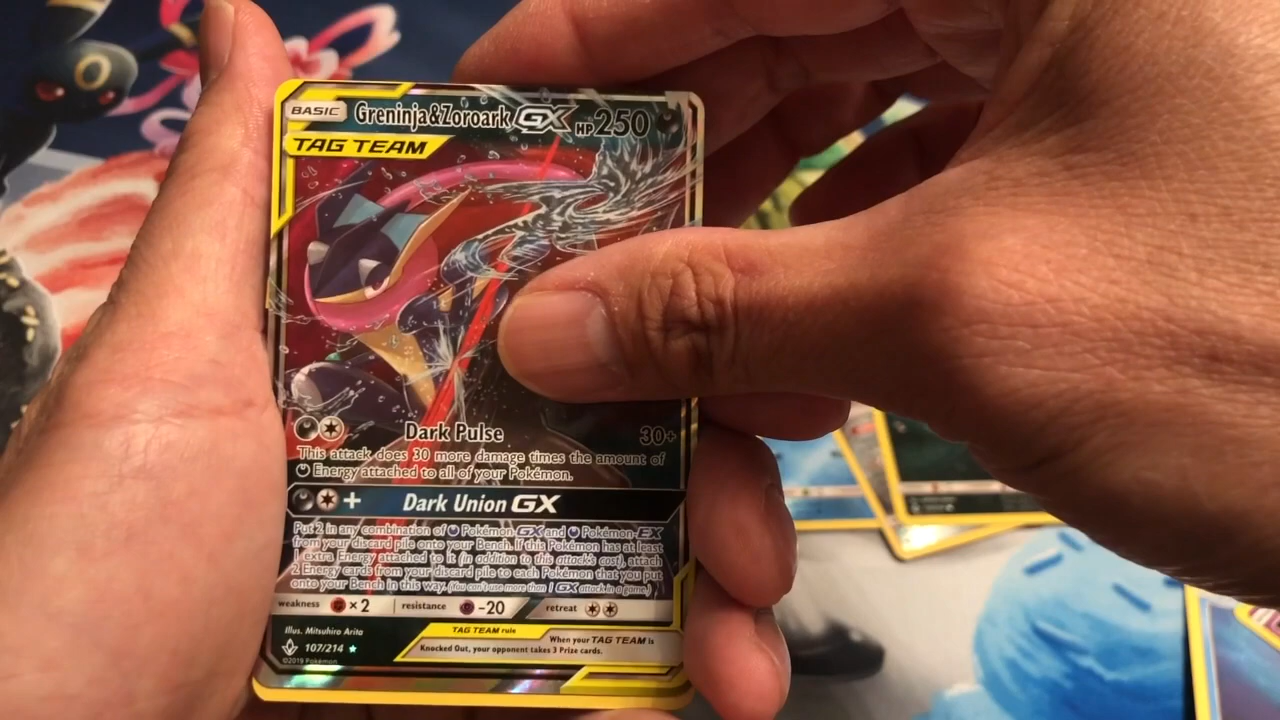 BASIC Greninja&Zoroark GX HP250
TAG TEAM
Dark Pulse 30+
This attack does 30 more damage times the amount of
Energy attached to all of your Pokémon.
+ Dark Union GX
Put 2 in any combination of Pokémon-GX and Pokémon-EX
from your discard pile onto your Bench. If this Pokémon has at least
1 extra Energy attached to it (in addition to this attack's cost), attach
2 Energy cards from your discard pile to each Pokémon that you put
onto your Bench in this way. (You can't use more than 1 GX attack in a game.)
weakness ×2 resistance -20 retreat
Illus. Mitsuhiro Arita
TAG TEAM rule
When your TAG TEAM is
Knocked Out, your opponent takes 3 Prize cards.
107/214
©2019 Pokémon